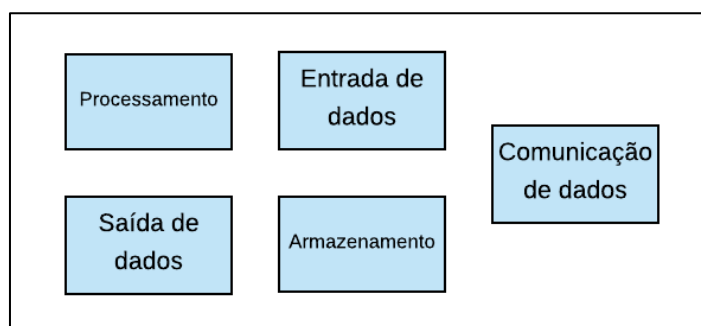 Processamento
Entrada de
dados
Comunicação
de dados
Saída de
dados
Armazenamento